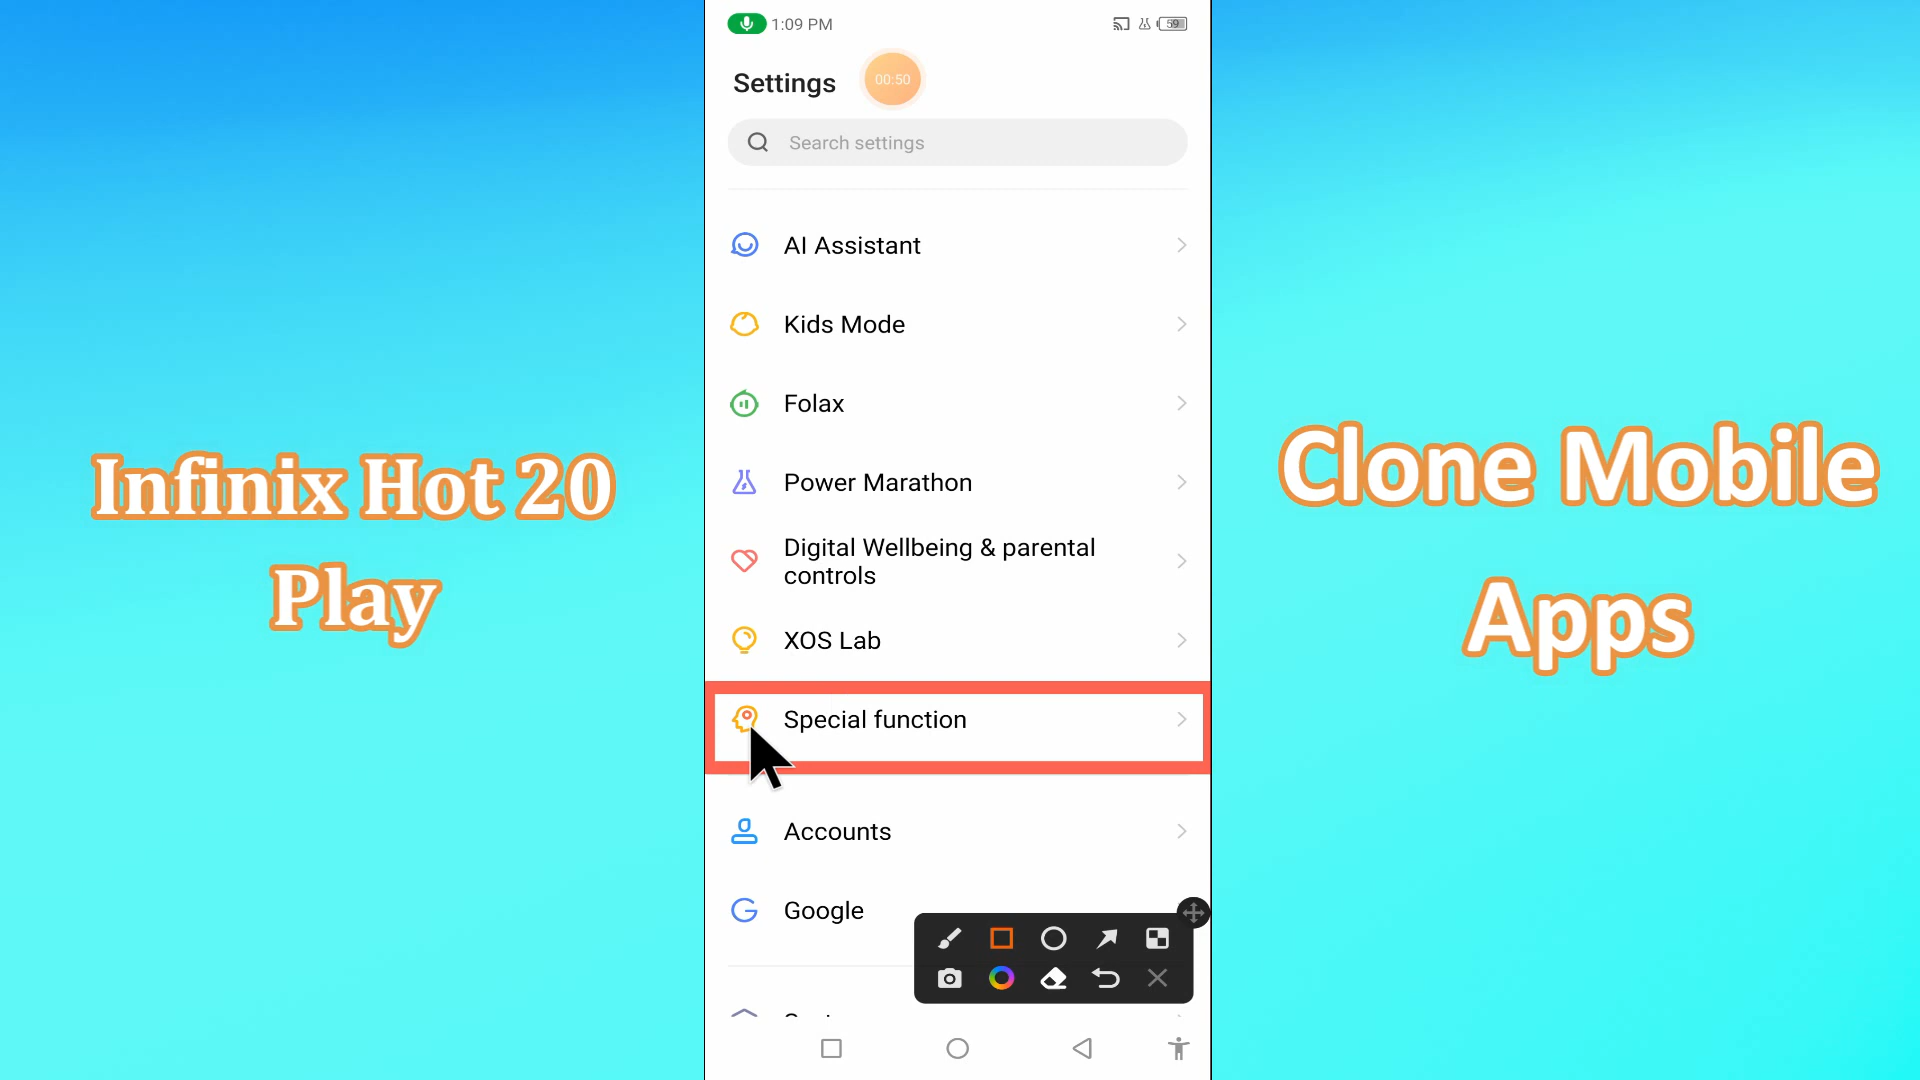 1:09 PM
59
Settings
00:50
Search settings
AI Assistant
Kids Mode
Folax
Power Marathon
Digital Wellbeing & parental
controls
XOS Lab
Special function
Accounts
Google
Infinix Hot 20
Play
Clone Mobile
Apps